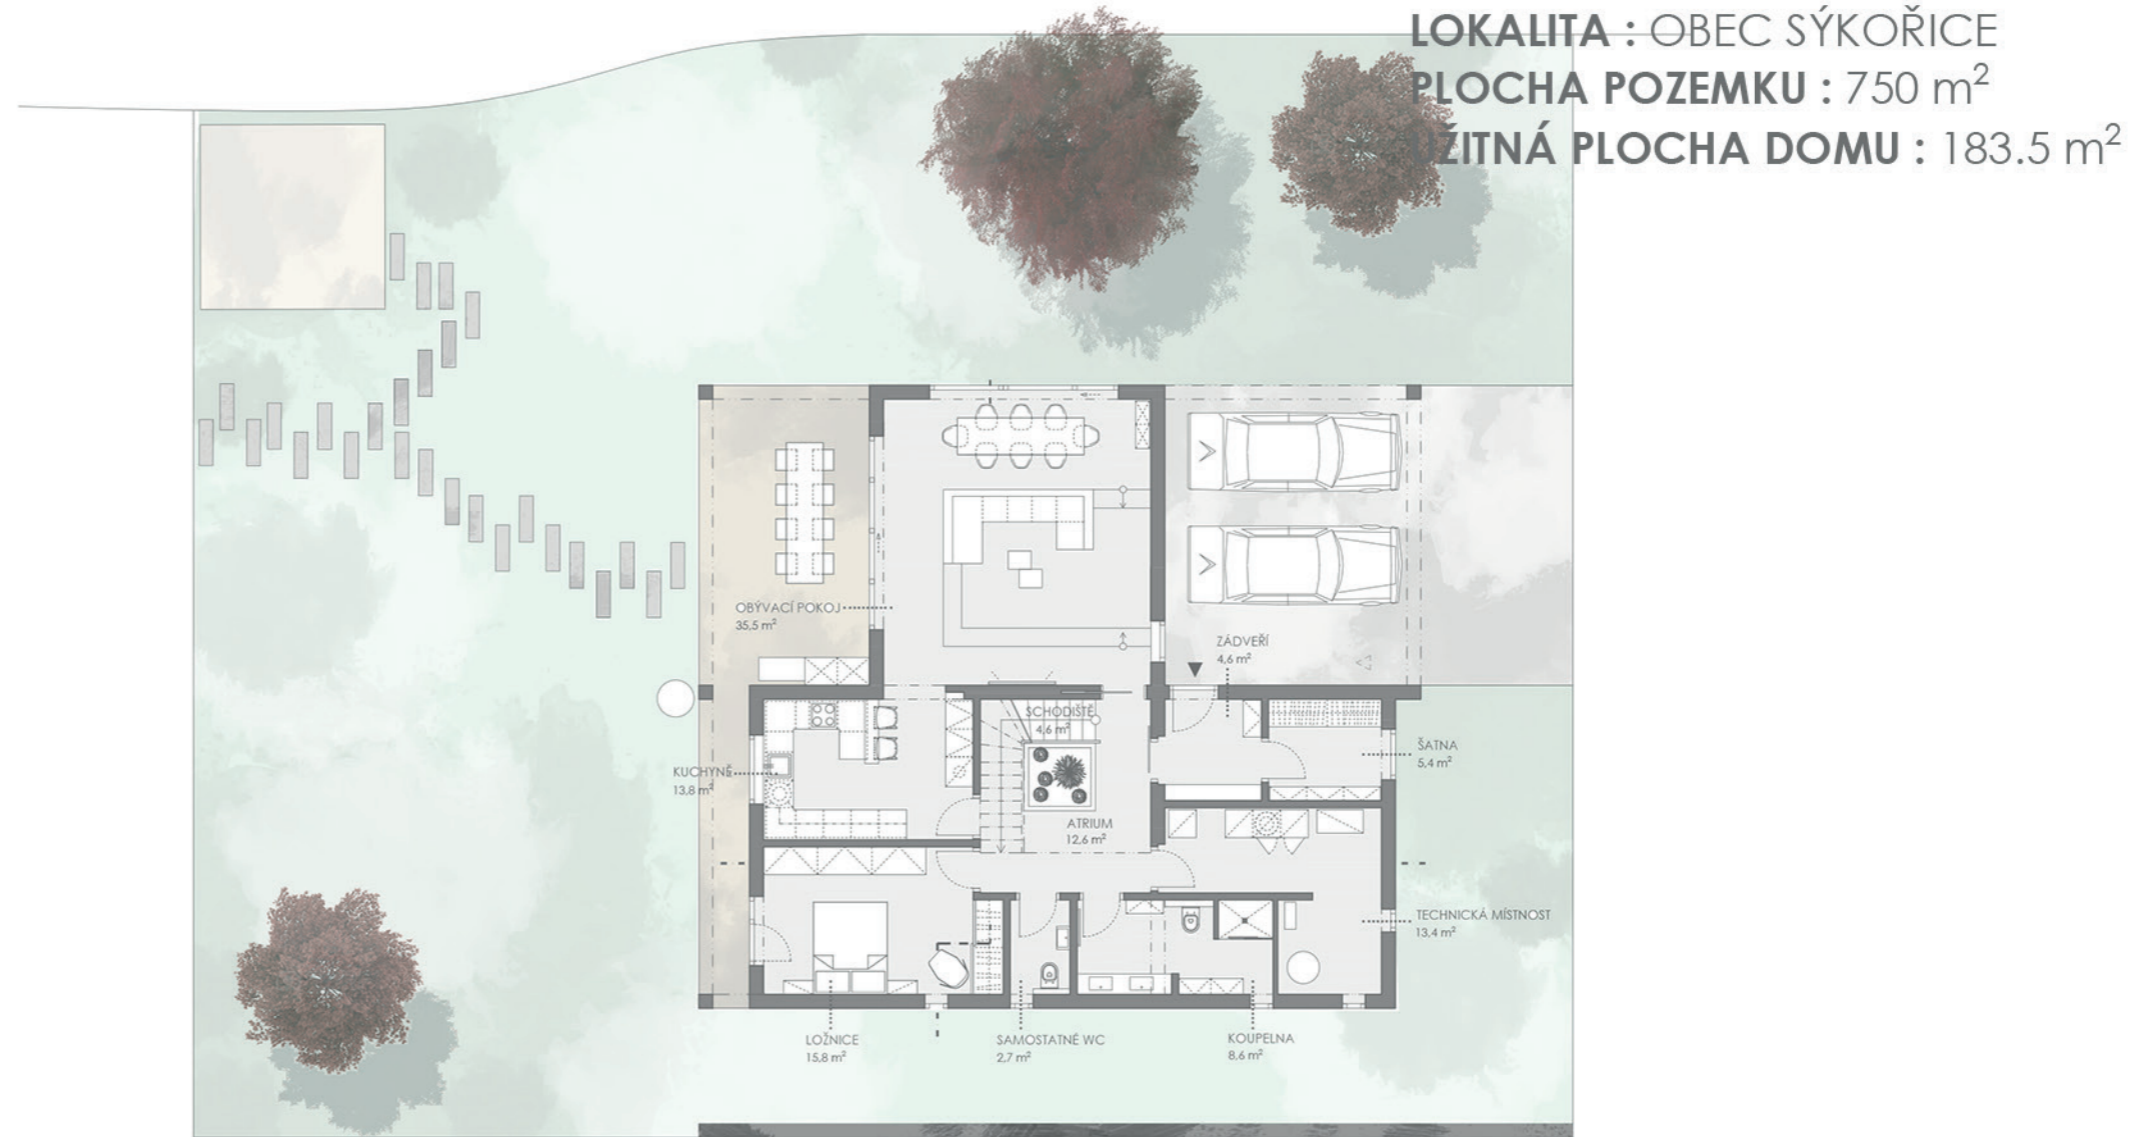 LOKALITA : OBEC SÝKOŘICE
PLOCHA POZEMKU : 750 m²
UŽITNÁ PLOCHA DOMU : 183.5 m²
OBÝVACÍ POKOJ
35,5 m²
ZÁDVEŘÍ
4,6 m²
SCHODIŠTĚ
4,6 m²
ŠATNA
5,4 m²
KUCHYNĚ
13,8 m²
ATRIUM
12,6 m²
TECHNICKÁ MÍSTNOST
13,4 m²
LOŽNICE
15,8 m²
SAMOSTATNÉ WC
2,7 m²
KOUPELNA
8,6 m²